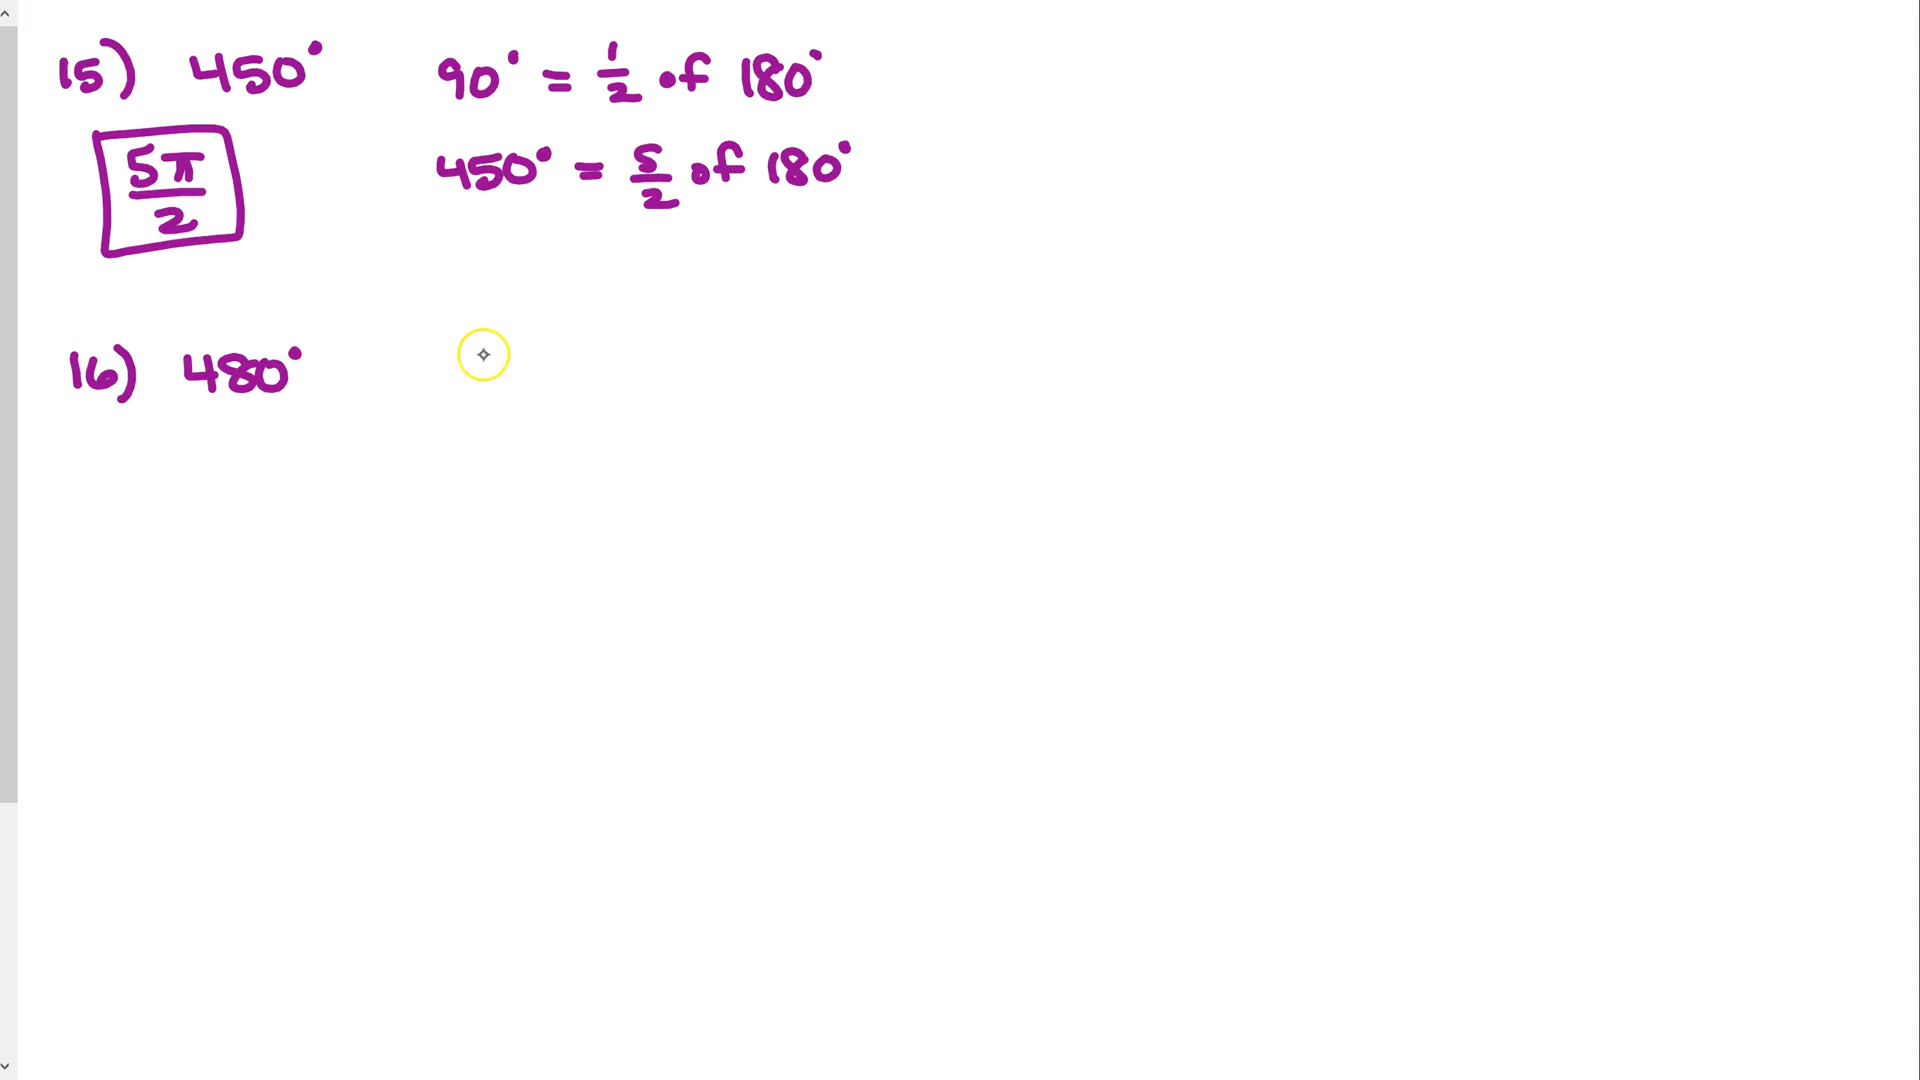 15) 450° 90° = 1/2 of 180°
5π/2 450° = 5/2 of 180°
16) 480°